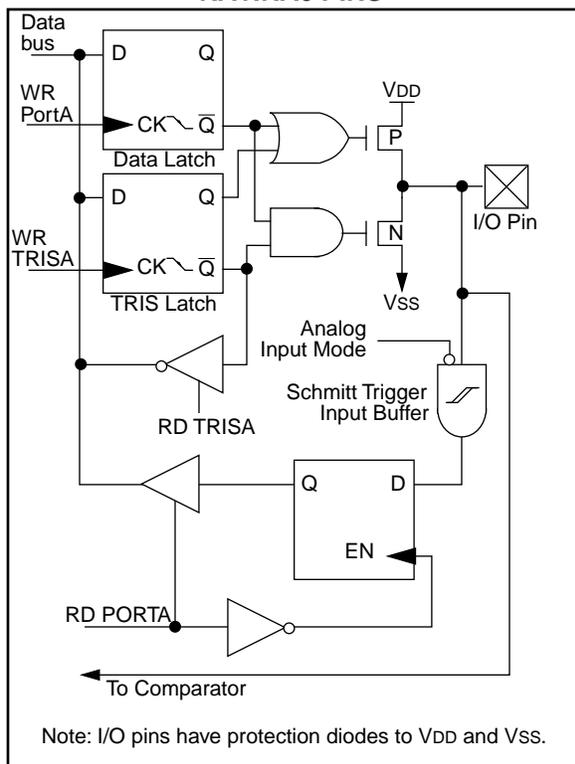 Data
bus
D
Q
VDD
WR
PortA
CK
Q
P
Data Latch
D
Q
I/O Pin
N
WR
TRISA
CK
Q
VSS
TRIS Latch
Analog
Input Mode
Schmitt Trigger
Input Buffer
RD TRISA
Q
D
EN
RD PORTA
To Comparator
Note: I/O pins have protection diodes to VDD and VSS.